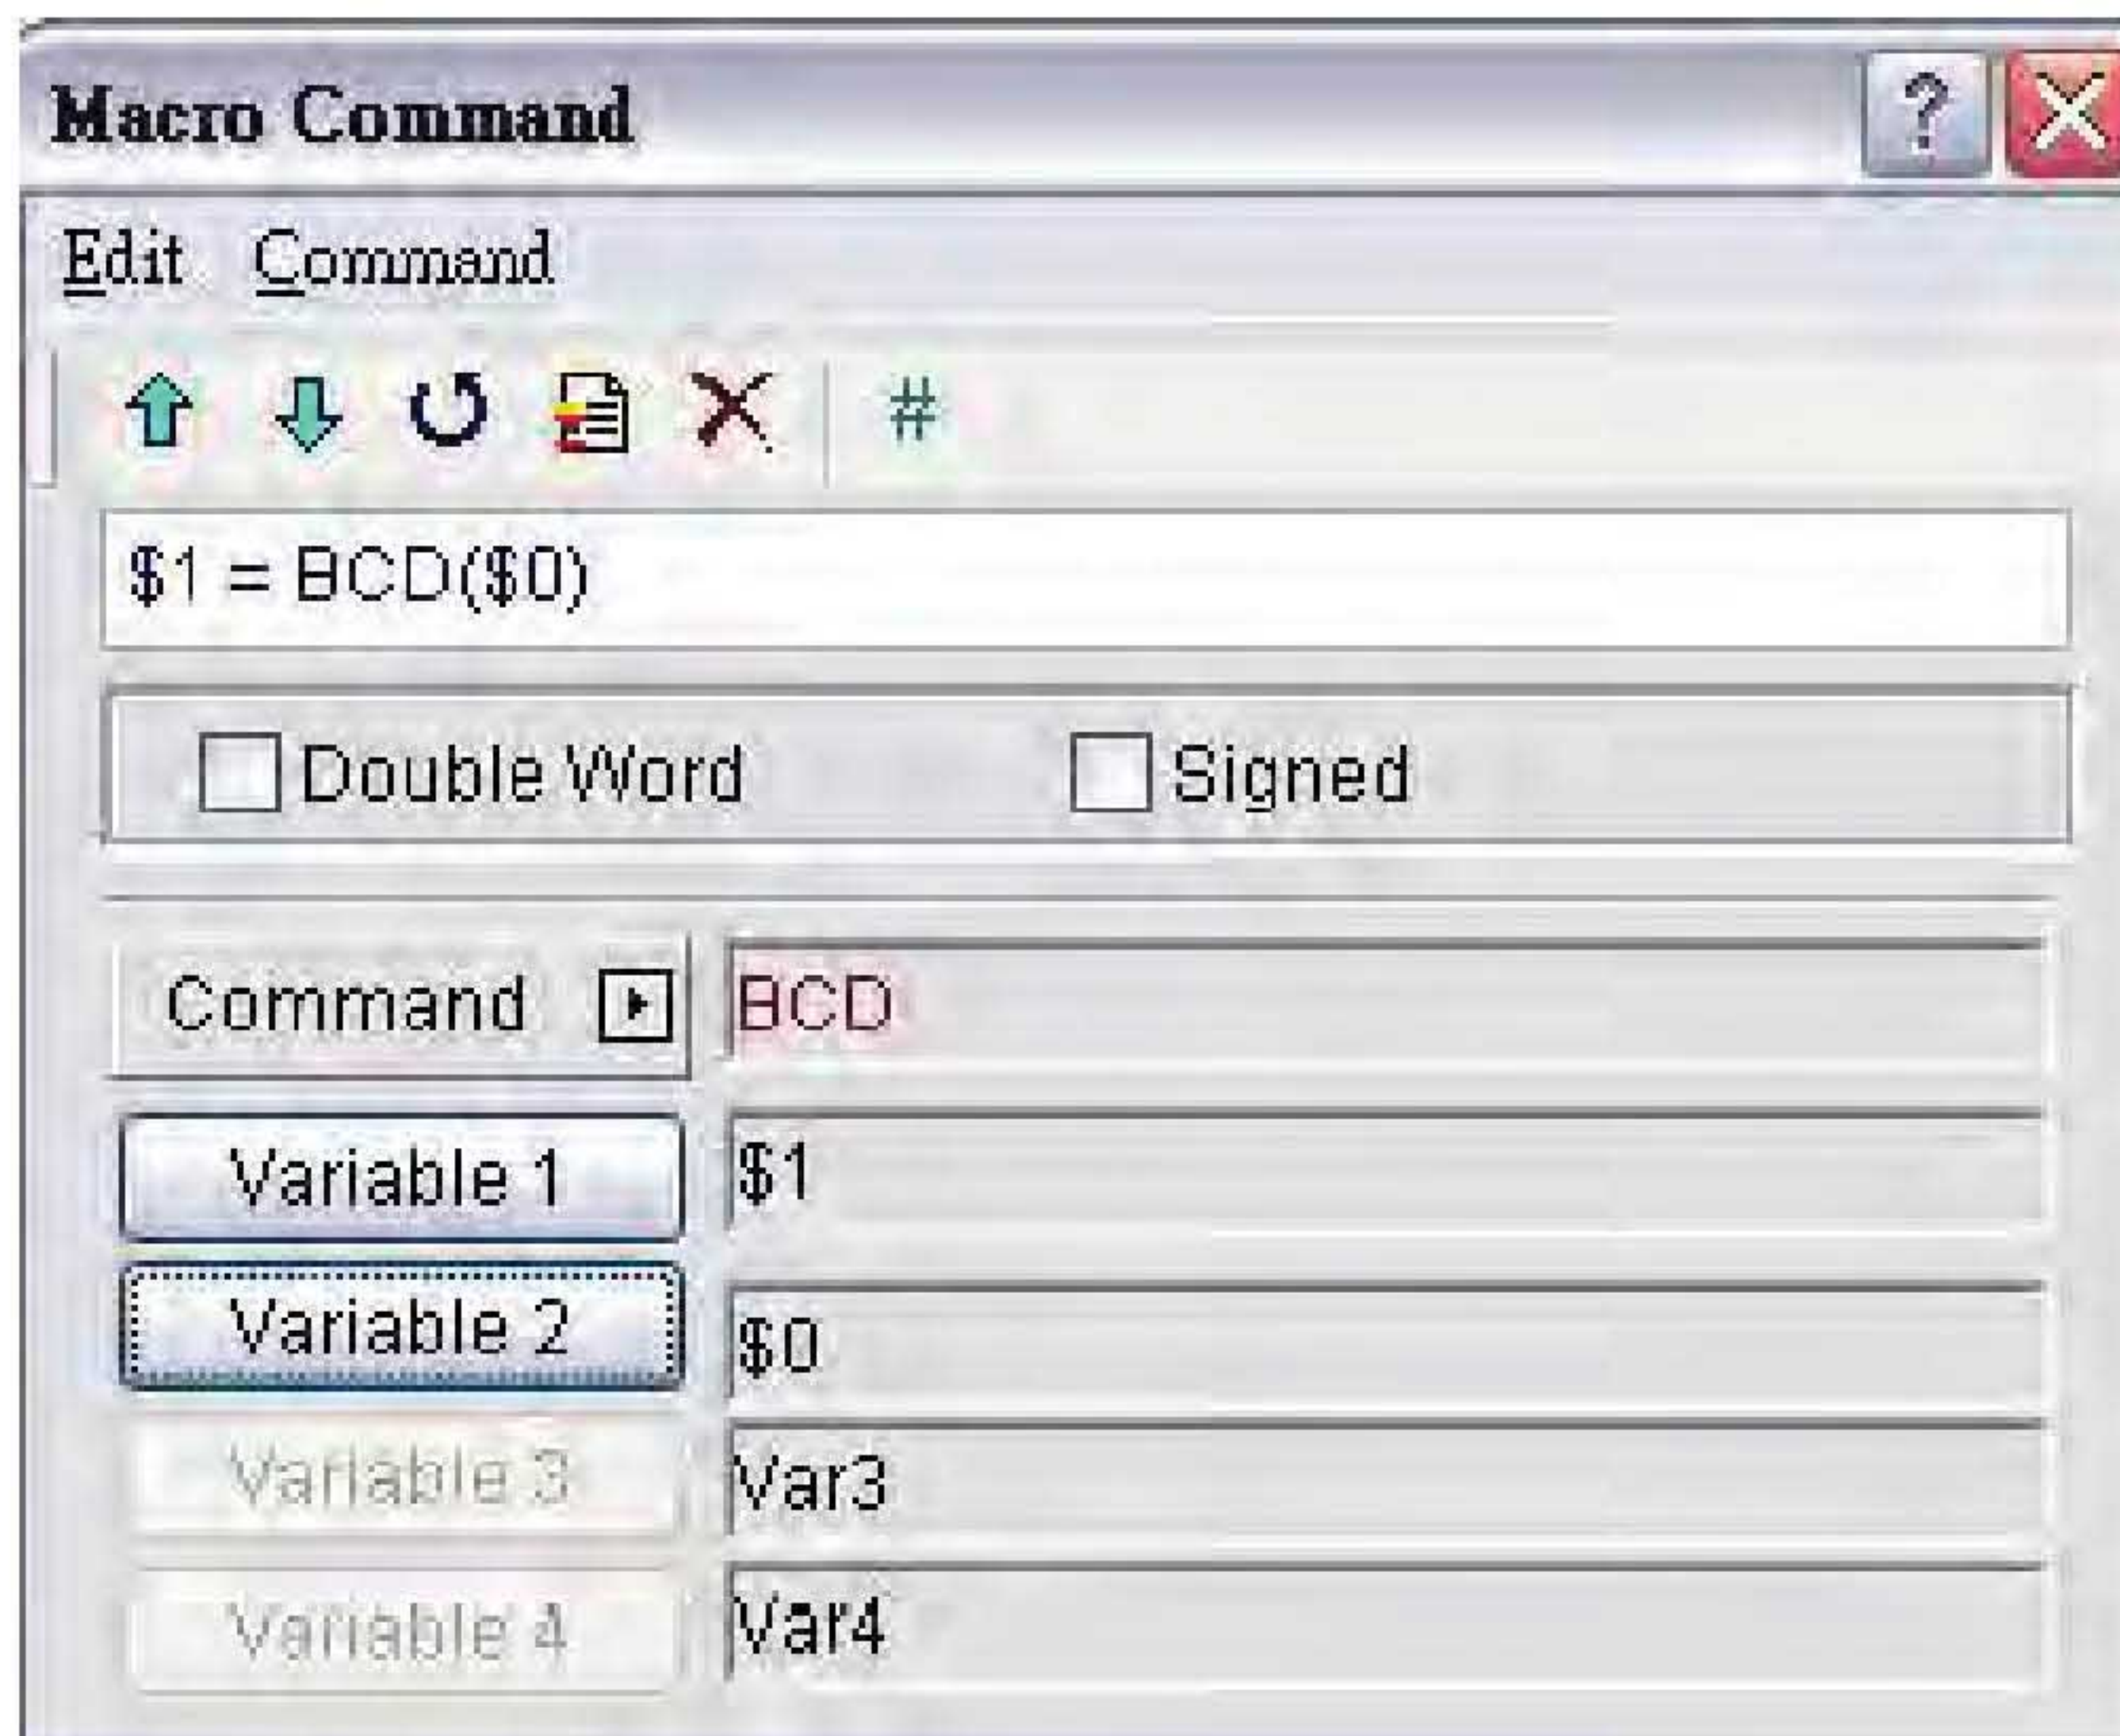 Macro Command
?
Edit Command
#
$1 = BCD($0)
Double Word Signed
Command BCD
Variable 1 $1
Variable 2 $0
Variable 3 Var3
Variable 4 Var4